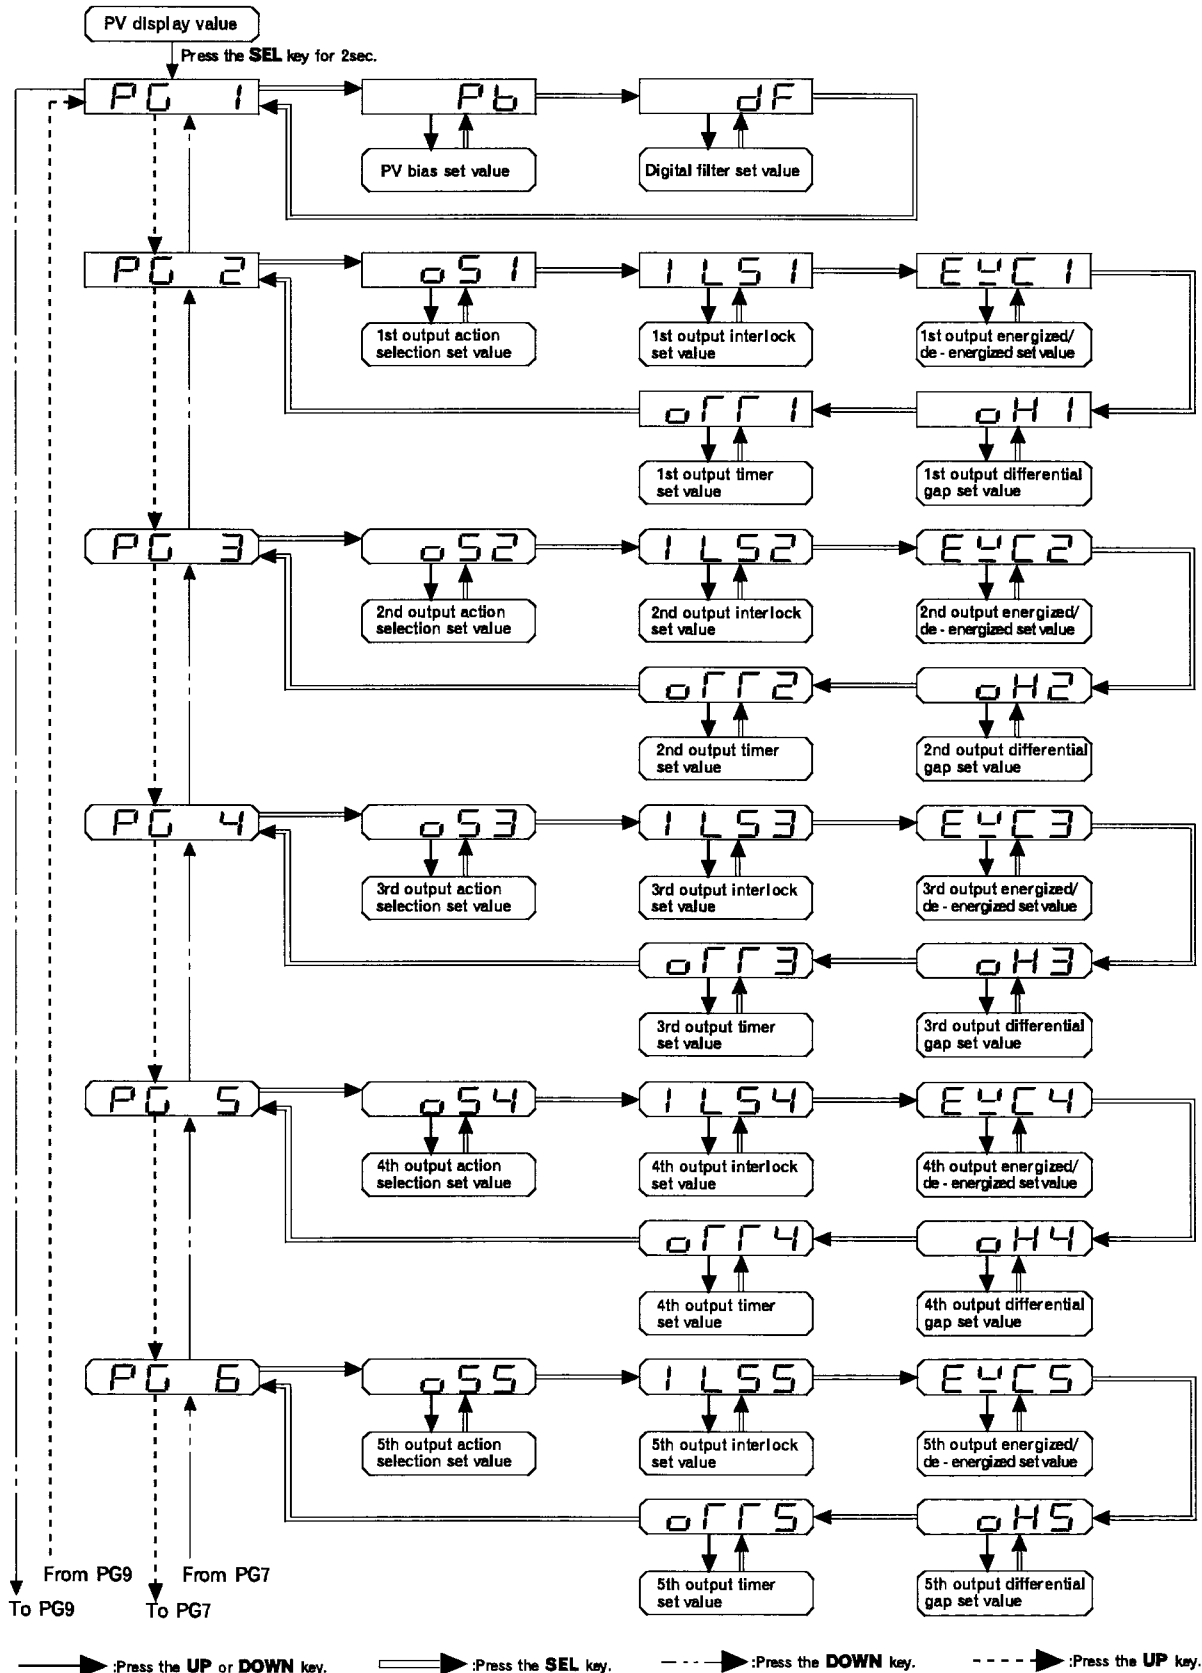 PV display value
:Press the SEL key for 2sec.
PG 1
Pb
dF
PV bias set value
Digital filter set value
PG 2
oS1
ILS1
EyC1
1st output action
selection set value
1st output interlock
set value
1st output energized/
de - energized set value
oTT1
oH1
1st output timer
set value
1st output differential
gap set value
PG 3
oS2
ILS2
EyC2
2nd output action
selection set value
2nd output interlock
set value
2nd output energized/
de - energized set value
oTT2
oH2
2nd output timer
set value
2nd output differential
gap set value
PG 4
oS3
ILS3
EyC3
3rd output action
selection set value
3rd output interlock
set value
3rd output energized/
de - energized set value
oTT3
oH3
3rd output timer
set value
3rd output differential
gap set value
PG 5
oS4
ILS4
EyC4
4th output action
selection set value
4th output interlock
set value
4th output energized/
de - energized set value
oTT4
oH4
4th output timer
set value
4th output differential
gap set value
PG 6
oS5
ILS5
EyC5
5th output action
selection set value
5th output interlock
set value
5th output energized/
de - energized set value
oTT5
oH5
5th output timer
set value
5th output differential
gap set value
From PG9
From PG7
To PG9
To PG7
:Press the UP or DOWN key.
:Press the SEL key.
:Press the DOWN key.
:Press the UP key.